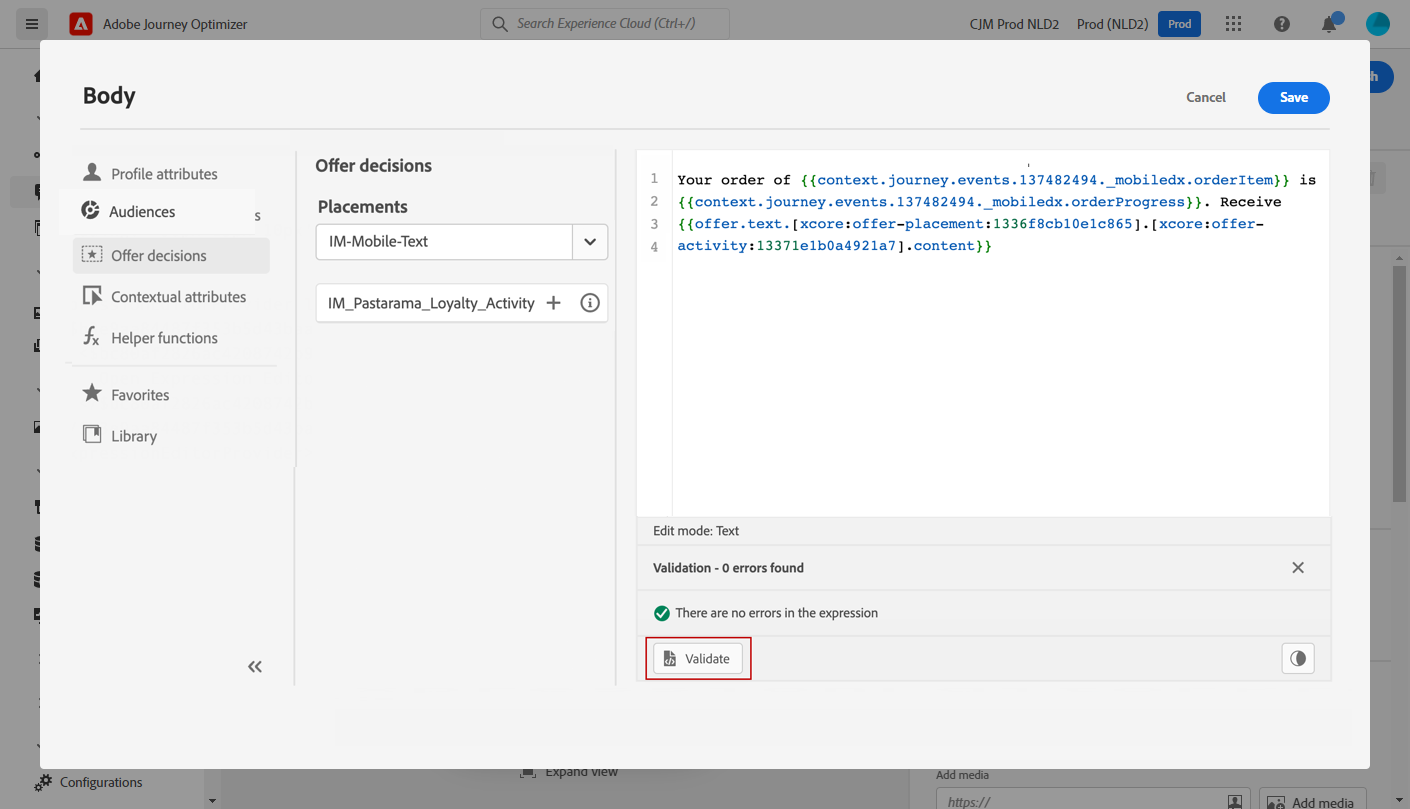 Adobe Journey Optimizer
Search Experience Cloud (Ctrl+/)
CJM Prod NLD2
Prod (NLD2)
Prod
h
Body
Cancel
Save
Profile attributes
Audiences
s
Offer decisions
Contextual attributes
Helper functions
Favorites
Library
Offer decisions
Placements
IM-Mobile-Text
IM_Pastarama_Loyalty_Activity
1 Your order of {{context.journey.events.137482494._mobiledx.orderItem}} is
2 {{context.journey.events.137482494._mobiledx.orderProgress}}. Receive
3 {{offer.text.[xcore:offer-placement:1336f8cb10e1c865].[xcore:offer-
4 activity:13371e1b0a4921a7].content}}
Edit mode: Text
Validation - 0 errors found
There are no errors in the expression
Validate
Configurations
Expand view
Add media
https://
Add media